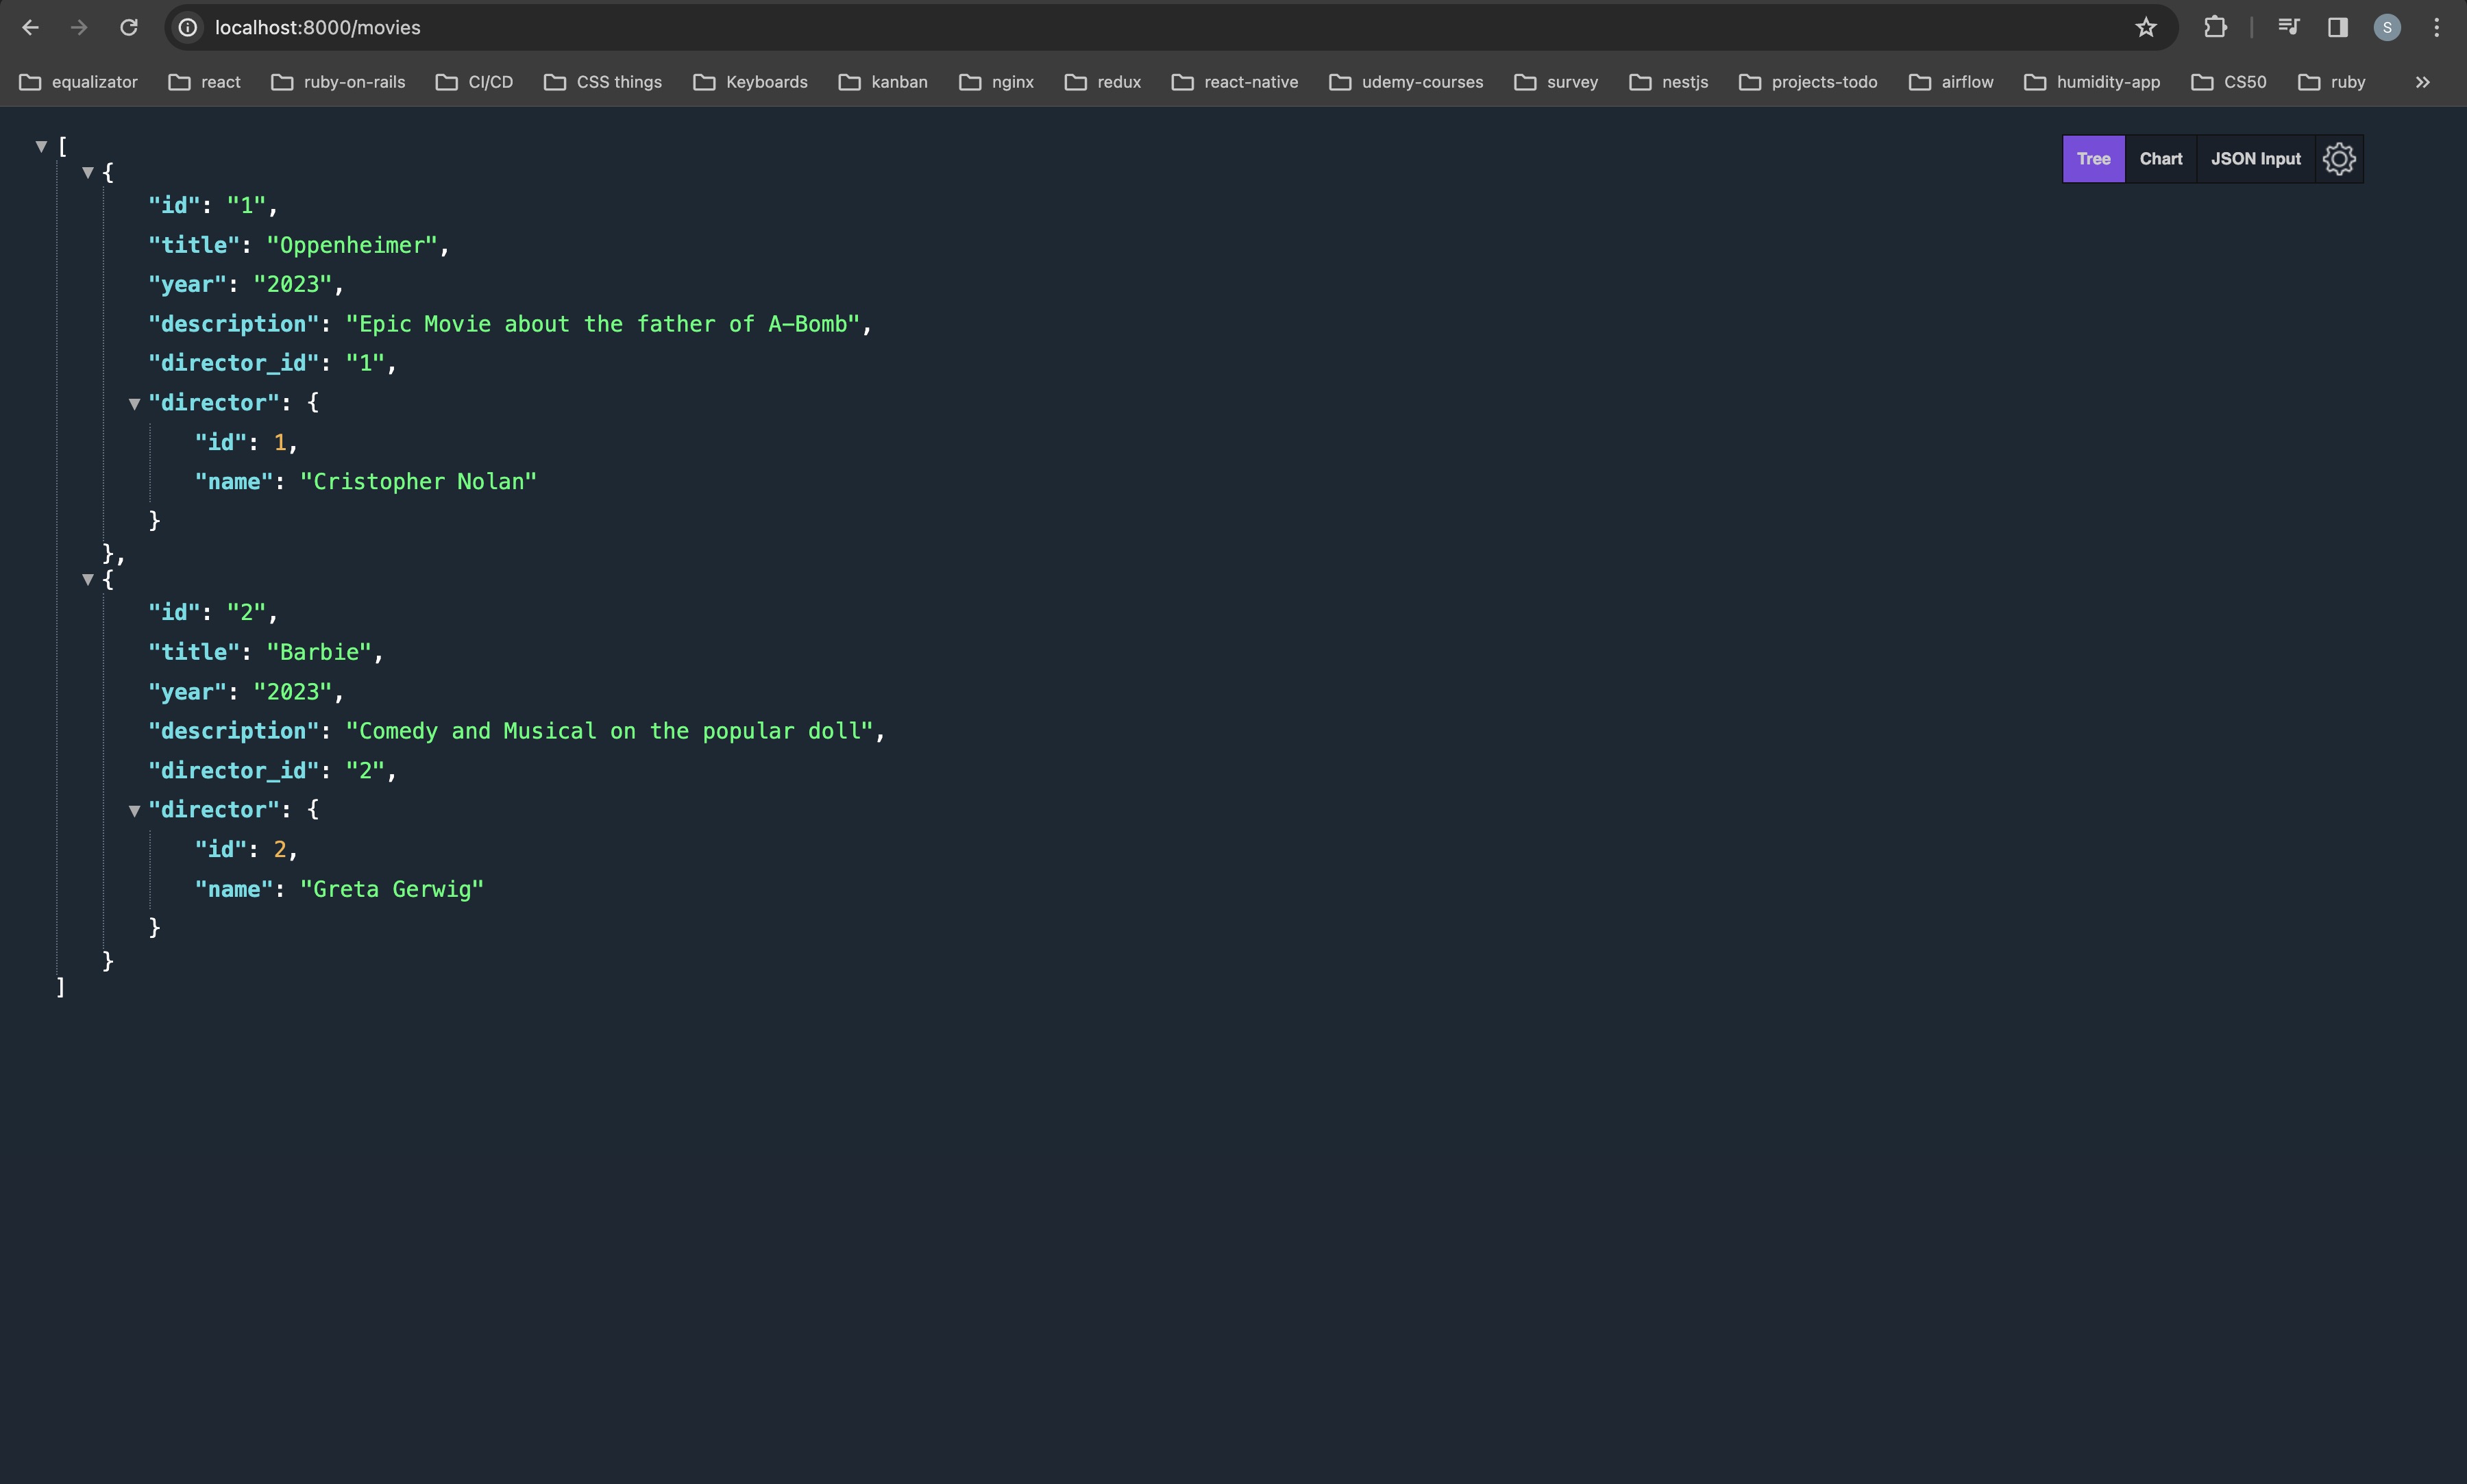 localhost:8000/movies
S
equalizator react ruby-on-rails CI/CD CSS things Keyboards kanban nginx redux react-native udemy-courses survey nestjs projects-todo airflow humidity-app CS50 ruby »
Tree Chart JSON Input
[
{
"id": "1",
"title": "Oppenheimer",
"year": "2023",
"description": "Epic Movie about the father of A-Bomb",
"director_id": "1",
"director": {
"id": 1,
"name": "Cristopher Nolan"
}
},
{
"id": "2",
"title": "Barbie",
"year": "2023",
"description": "Comedy and Musical on the popular doll",
"director_id": "2",
"director": {
"id": 2,
"name": "Greta Gerwig"
}
}
]